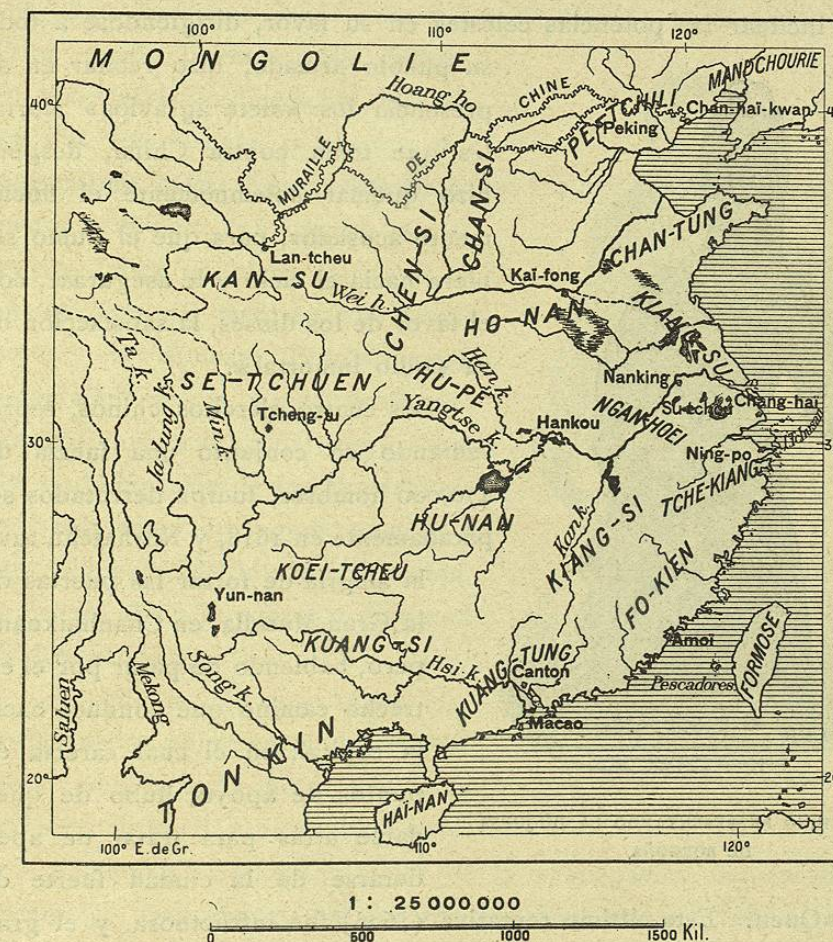 100° 110° 120°
MONGOLIE
MANDCHOURIE
40°
Hoang ho
CHINE
PE-TCHILI
Chan-haï-kwan
Peking
MURAILLE
DE
CHAN-SI
CHEN-SI
CHAN-TUNG
Lan-tcheu
KAN-SU
Wei h.
Kaï-fong
HO-NAN
KIANG-SU
Ta k.
Ja-lung k.
Min
SE-TCHUEN
HU-PE
Han k.
Nanking
NGAN-HOEI
Su-tcheu
Chang-haï
Tcheng-tu
Yangtse k.
Hankou
30°
Ning-po
TCHE-KIANG
HU-NAN
Kan k.
KIANG-SI
KOEI-TCHEU
FO-KIEN
Yun-nan
KUANG-SI
Hsi k.
KUANG-TUNG
Canton
Amoï
FORMOSE
Pescadores
Macao
Saluen
Mekong
Song k.
TONKIN
20° 20°
HAÏ-NAN
100° E. de Gr. 110° 120°
1 : 25 000 000
0 500 1000 1500 Kil.